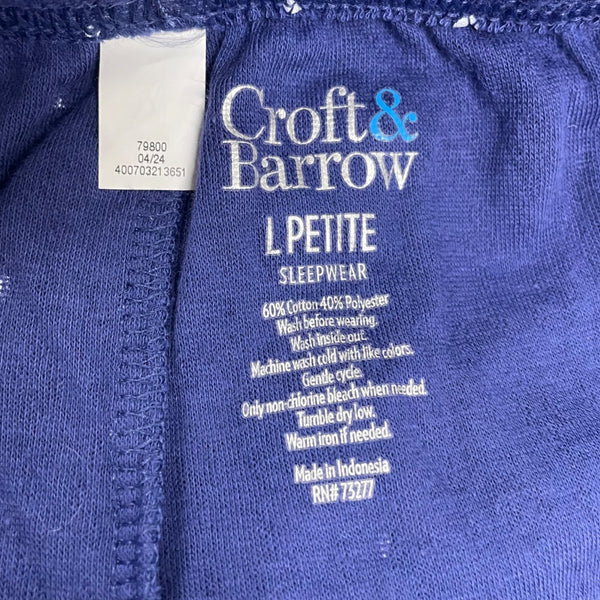 79800
04/24
400703213651
Croft&
Barrow
L PETITE
SLEEPWEAR
60% Cotton 40% Polyester
Wash before wearing.
Wash inside out.
Machine wash cold with like colors.
Gentle cycle.
Only non-chlorine bleach when needed.
Tumble dry low.
Warm iron if needed.
Made in Indonesia
RN# 73277